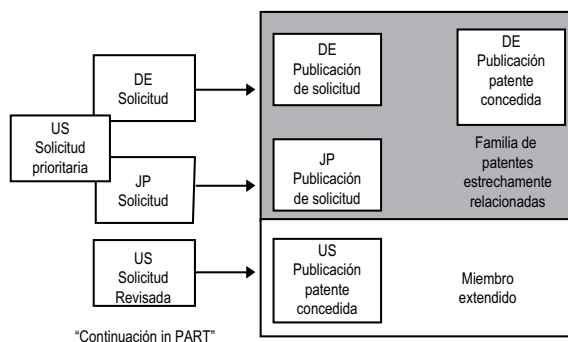 DE
Solicitud
US
Solicitud
prioritaria
JP
Solicitud
US
Solicitud
Revisada
“Continuación in PART”
DE
Publicación
de solicitud
DE
Publicación
patente
concedida
JP
Publicación
de solicitud
Familia de
patentes
estrechamente
relacionadas
US
Publicación
patente
concedida
Miembro
extendido